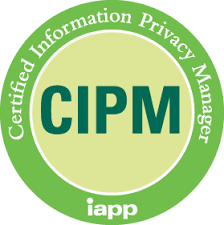 Certified Information Privacy Manager
CIPM
iapp